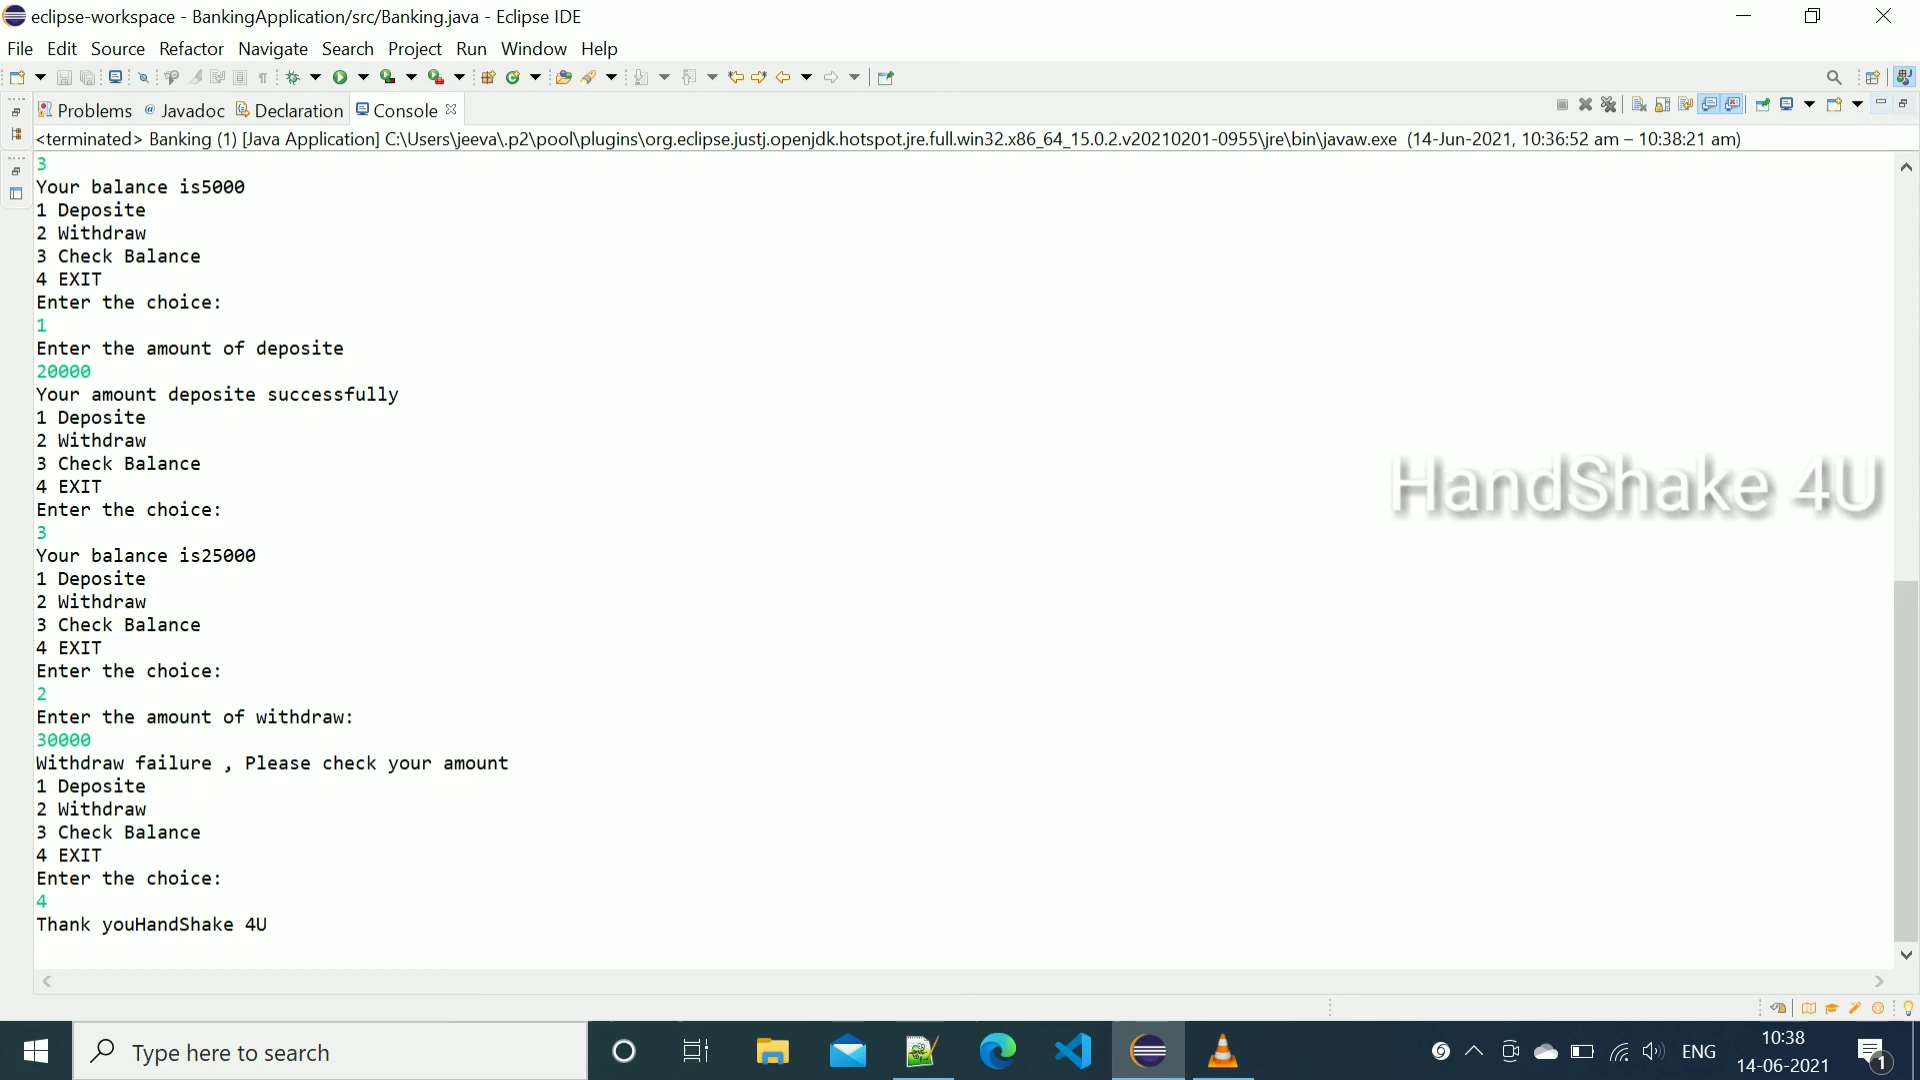 eclipse-workspace - BankingApplication/src/Banking.java - Eclipse IDE
File Edit Source Refactor Navigate Search Project Run Window Help
Problems @ Javadoc Declaration Console
<terminated> Banking (1) [Java Application] C:\Users\jeeva\.p2\pool\plugins\org.eclipse.justj.openjdk.hotspot.jre.full.win32.x86_64_15.0.2.v20210201-0955\jre\bin\javaw.exe (14-Jun-2021, 10:36:52 am – 10:38:21 am)
3
Your balance is5000
1 Deposite
2 Withdraw
3 Check Balance
4 EXIT
Enter the choice:
1
Enter the amount of deposite
20000
Your amount deposite successfully
1 Deposite
2 Withdraw
3 Check Balance
4 EXIT
Enter the choice:
3
Your balance is25000
1 Deposite
2 Withdraw
3 Check Balance
4 EXIT
Enter the choice:
2
Enter the amount of withdraw:
30000
Withdraw failure , Please check your amount
1 Deposite
2 Withdraw
3 Check Balance
4 EXIT
Enter the choice:
4
Thank youHandShake 4U
HandShake 4U
Type here to search
ENG
10:38
14-06-2021
1